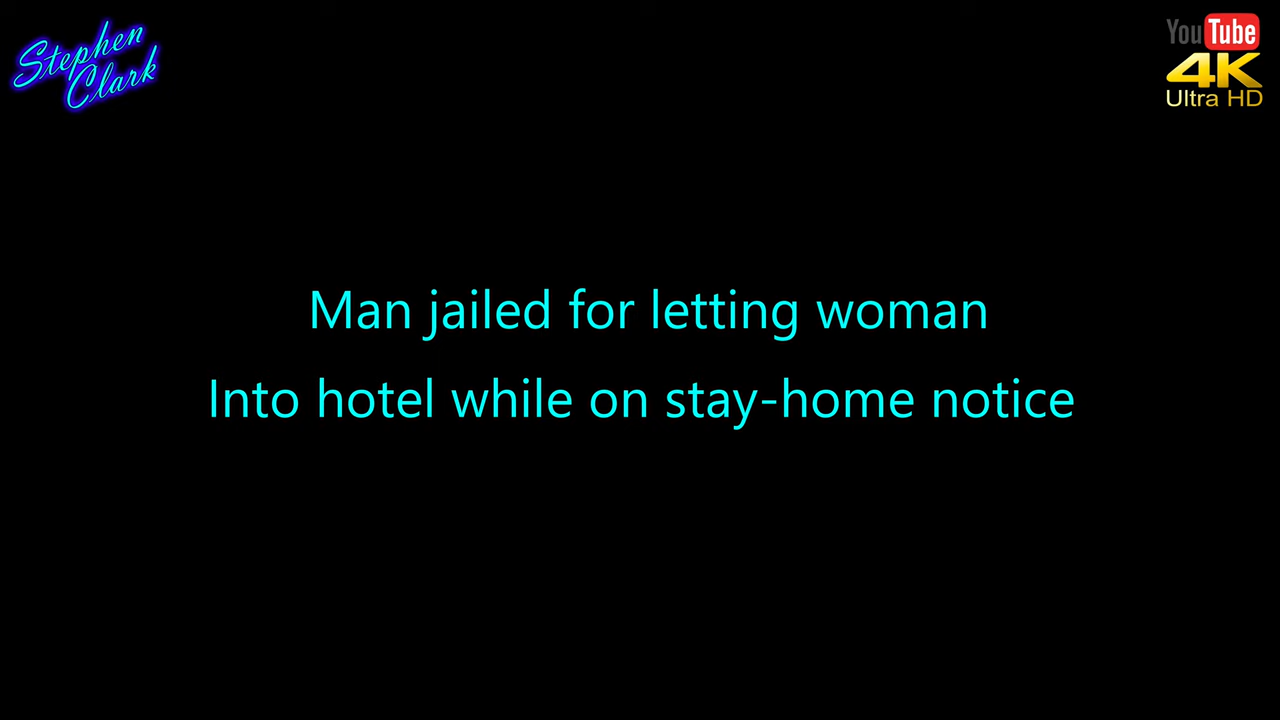 Stephen
Clark
YouTube
4K
Ultra HD
Man jailed for letting woman
Into hotel while on stay-home notice